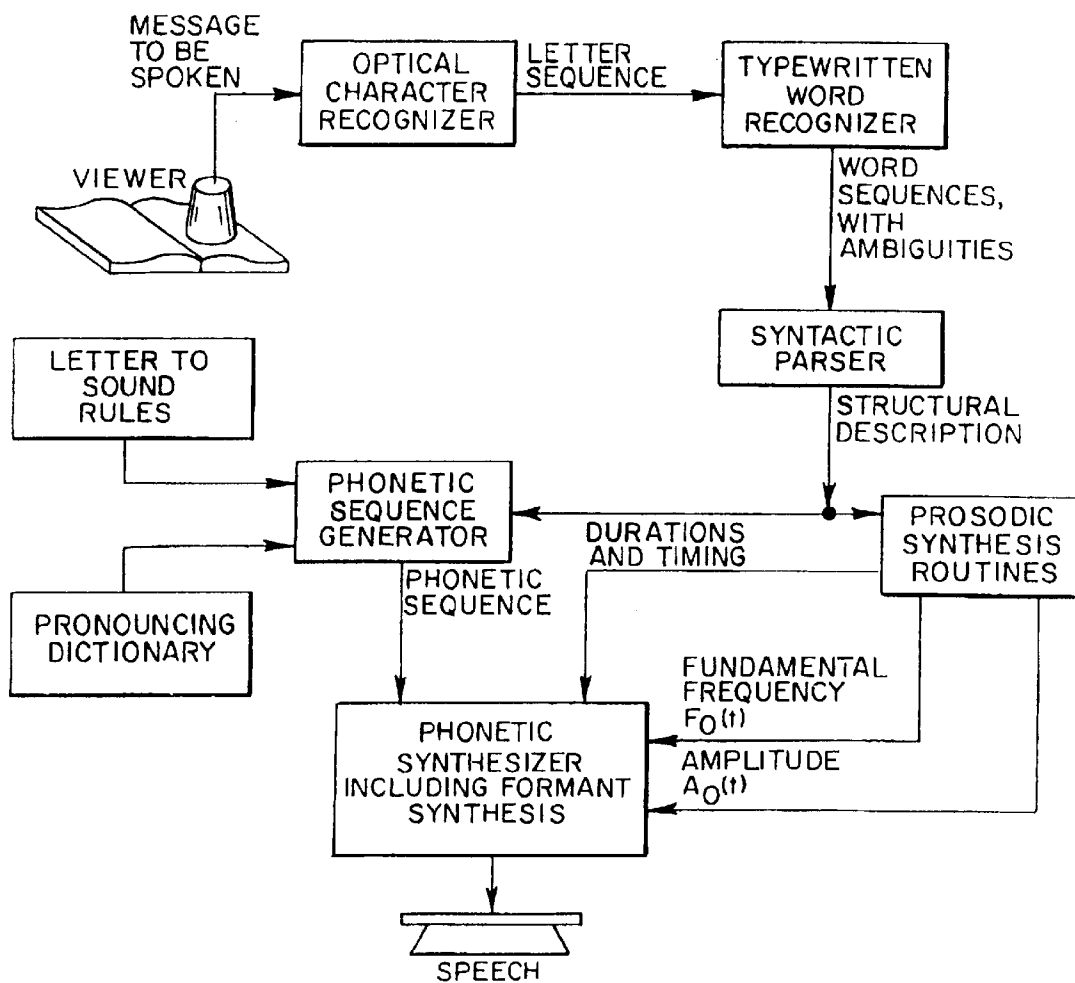 MESSAGE
TO BE
SPOKEN
OPTICAL
CHARACTER
RECOGNIZER
LETTER
SEQUENCE
TYPEWRITTEN
WORD
RECOGNIZER
VIEWER
WORD
SEQUENCES,
WITH
AMBIGUITIES
LETTER TO
SOUND
RULES
SYNTACTIC
PARSER
STRUCTURAL
DESCRIPTION
PHONETIC
SEQUENCE
GENERATOR
DURATIONS
AND TIMING
PROSODIC
SYNTHESIS
ROUTINES
PHONETIC
SEQUENCE
PRONOUNCING
DICTIONARY
FUNDAMENTAL
FREQUENCY
F₀(t)
AMPLITUDE
A₀(t)
PHONETIC
SYNTHESIZER
INCLUDING FORMANT
SYNTHESIS
SPEECH